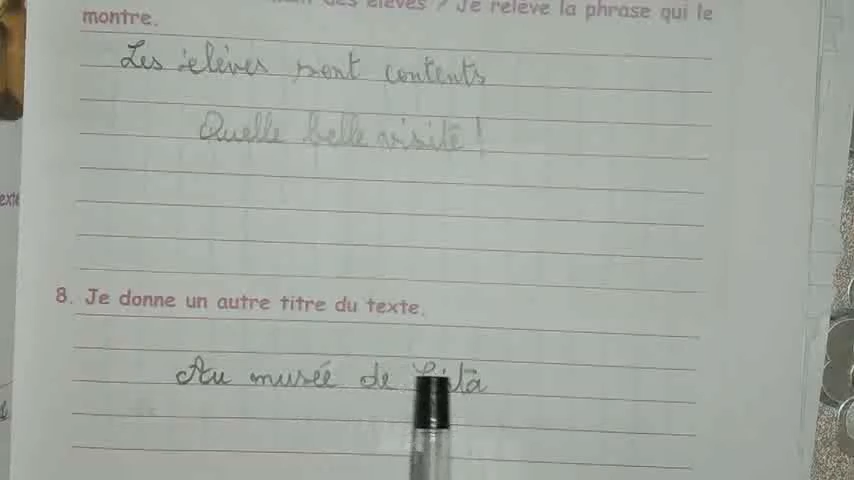 des élèves ? Je relève la phrase qui le
montre.
Les élèves sont contents
Quelle belle visite !
8. Je donne un autre titre du texte.
Au musée de